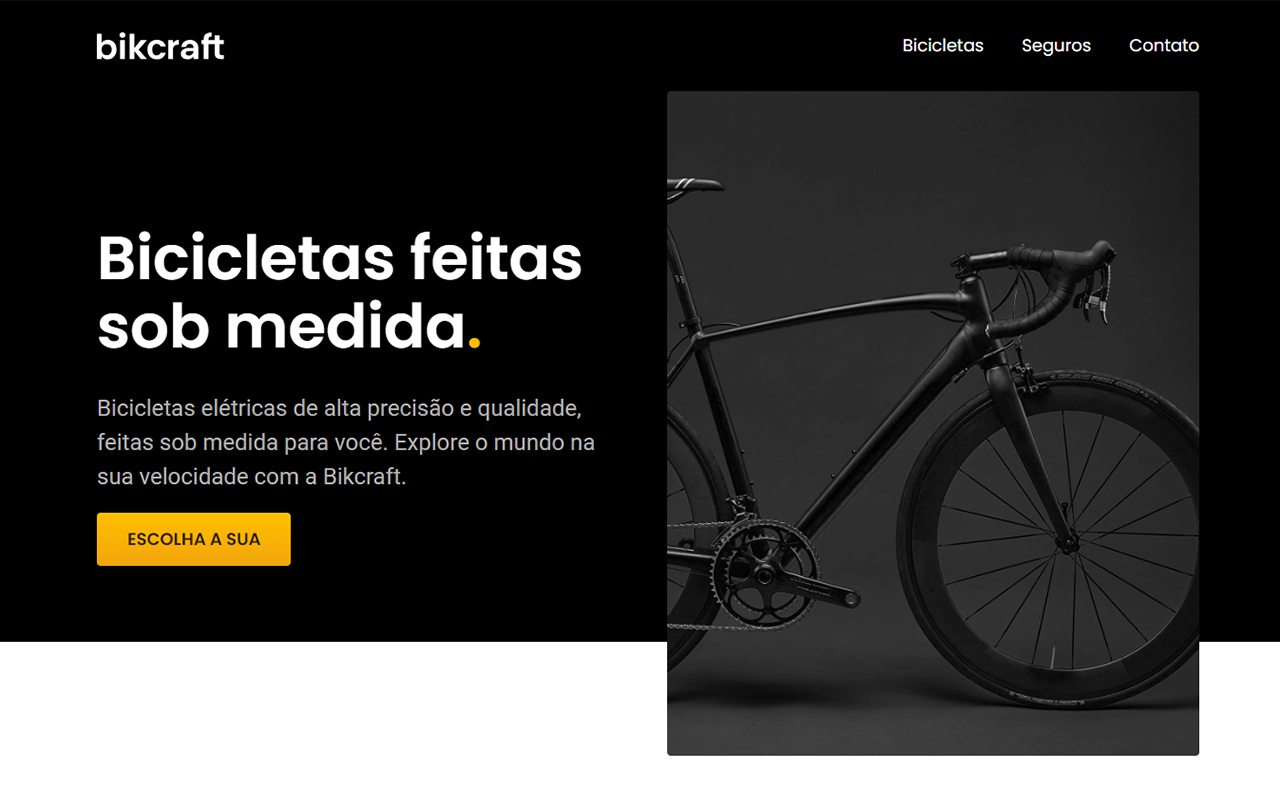 bikcraft
Bicicletas Seguros Contato
Bicicletas feitas
sob medida.
Bicicletas elétricas de alta precisão e qualidade,
feitas sob medida para você. Explore o mundo na
sua velocidade com a Bikcraft.
ESCOLHA A SUA